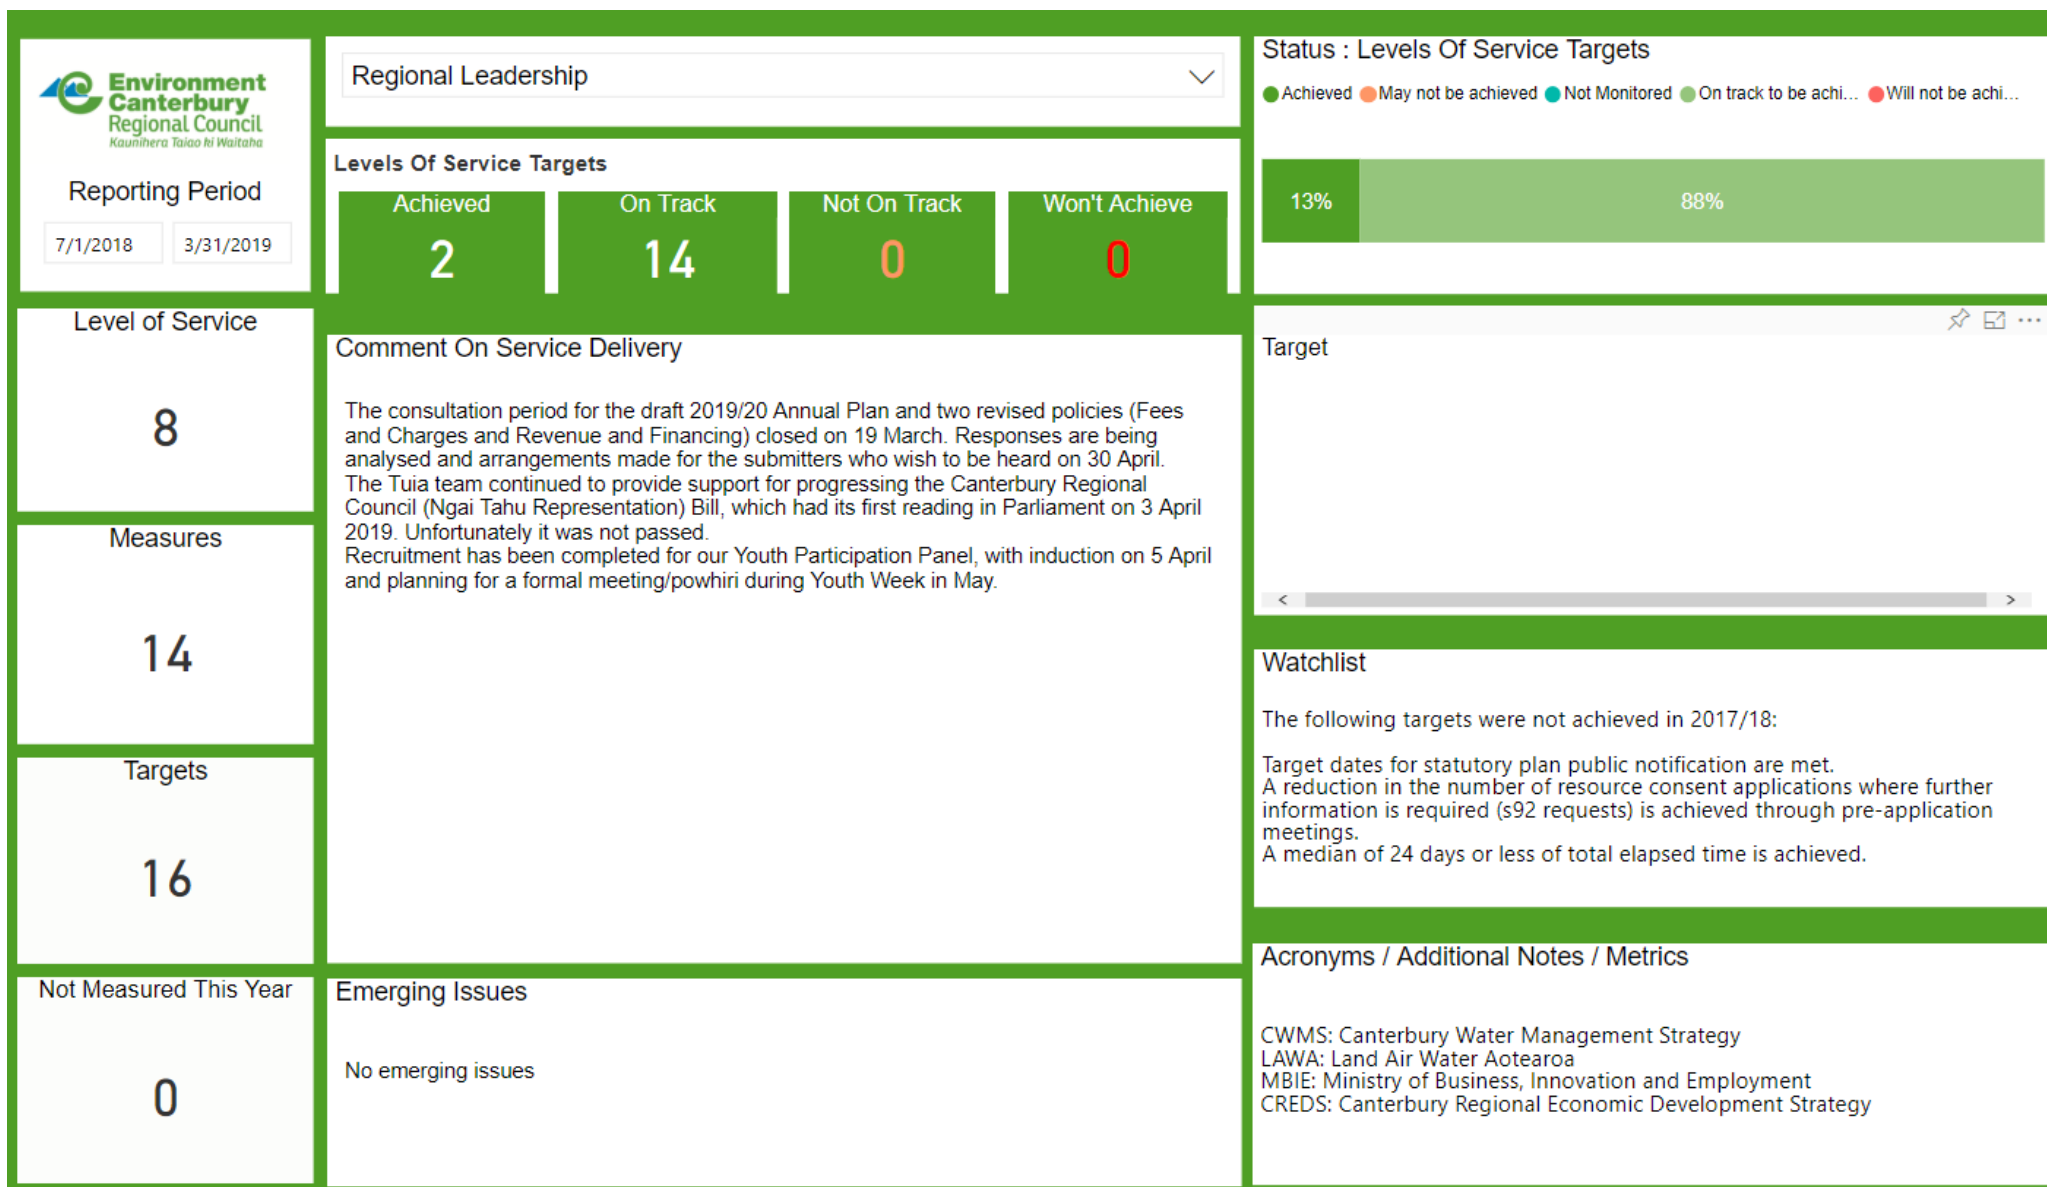 Environment
Canterbury
Regional Council
Kaunihera Taiao ki Waitaha
Reporting Period
7/1/2018 3/31/2019
Regional Leadership
Levels Of Service Targets
Achieved On Track Not On Track Won't Achieve
2 14 0 0
Status : Levels Of Service Targets
Achieved May not be achieved Not Monitored On track to be achi... Will not be achi...
13% 88%
Level of Service
8
Measures
14
Targets
16
Not Measured This Year
0
Comment On Service Delivery
The consultation period for the draft 2019/20 Annual Plan and two revised policies (Fees
and Charges and Revenue and Financing) closed on 19 March. Responses are being
analysed and arrangements made for the submitters who wish to be heard on 30 April.
The Tuia team continued to provide support for progressing the Canterbury Regional
Council (Ngai Tahu Representation) Bill, which had its first reading in Parliament on 3 April
2019. Unfortunately it was not passed.
Recruitment has been completed for our Youth Participation Panel, with induction on 5 April
and planning for a formal meeting/powhiri during Youth Week in May.
Emerging Issues
No emerging issues
Target
Watchlist
The following targets were not achieved in 2017/18:
Target dates for statutory plan public notification are met.
A reduction in the number of resource consent applications where further
information is required (s92 requests) is achieved through pre-application
meetings.
A median of 24 days or less of total elapsed time is achieved.
Acronyms / Additional Notes / Metrics
CWMS: Canterbury Water Management Strategy
LAWA: Land Air Water Aotearoa
MBIE: Ministry of Business, Innovation and Employment
CREDS: Canterbury Regional Economic Development Strategy